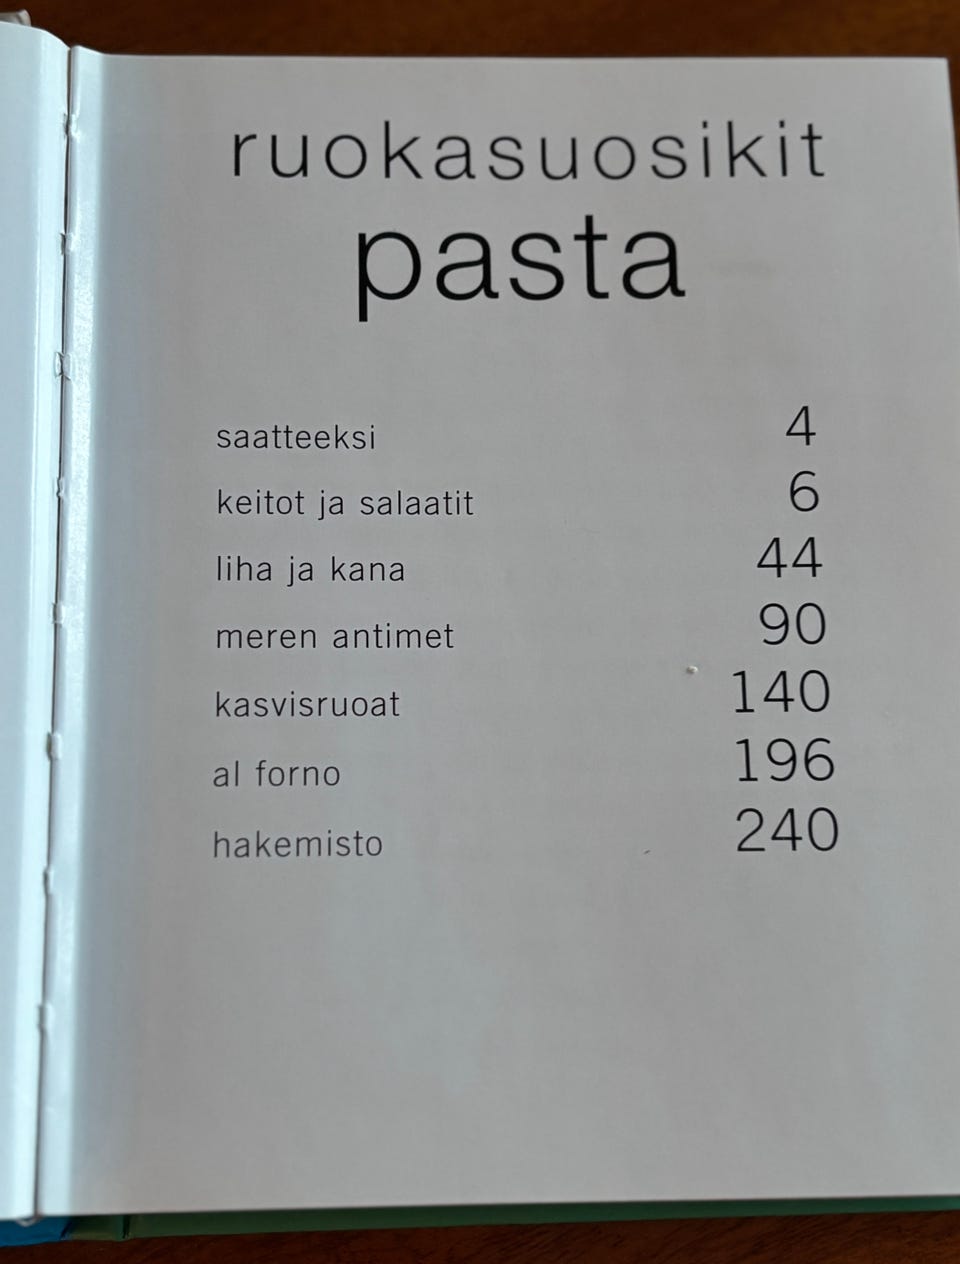 ruokasuosikit
pasta
saatteeksi 4
keitot ja salaatit 6
liha ja kana 44
meren antimet 90
kasvisruoat 140
al forno 196
hakemisto 240